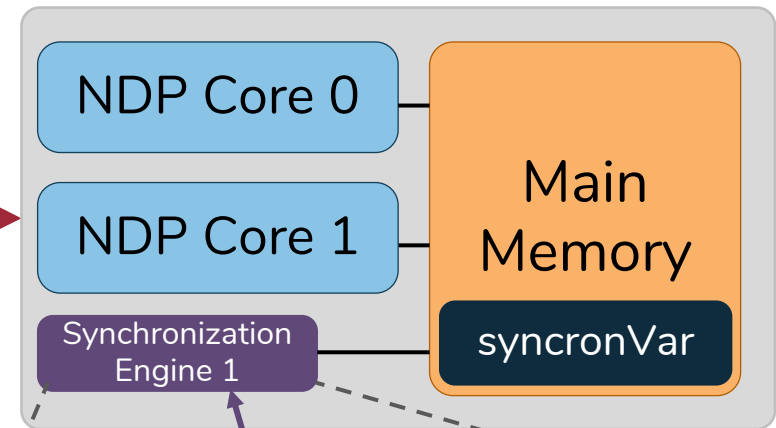 NDP Core 0
NDP Core 1
Synchronization
Engine 1
Main
Memory
syncronVar